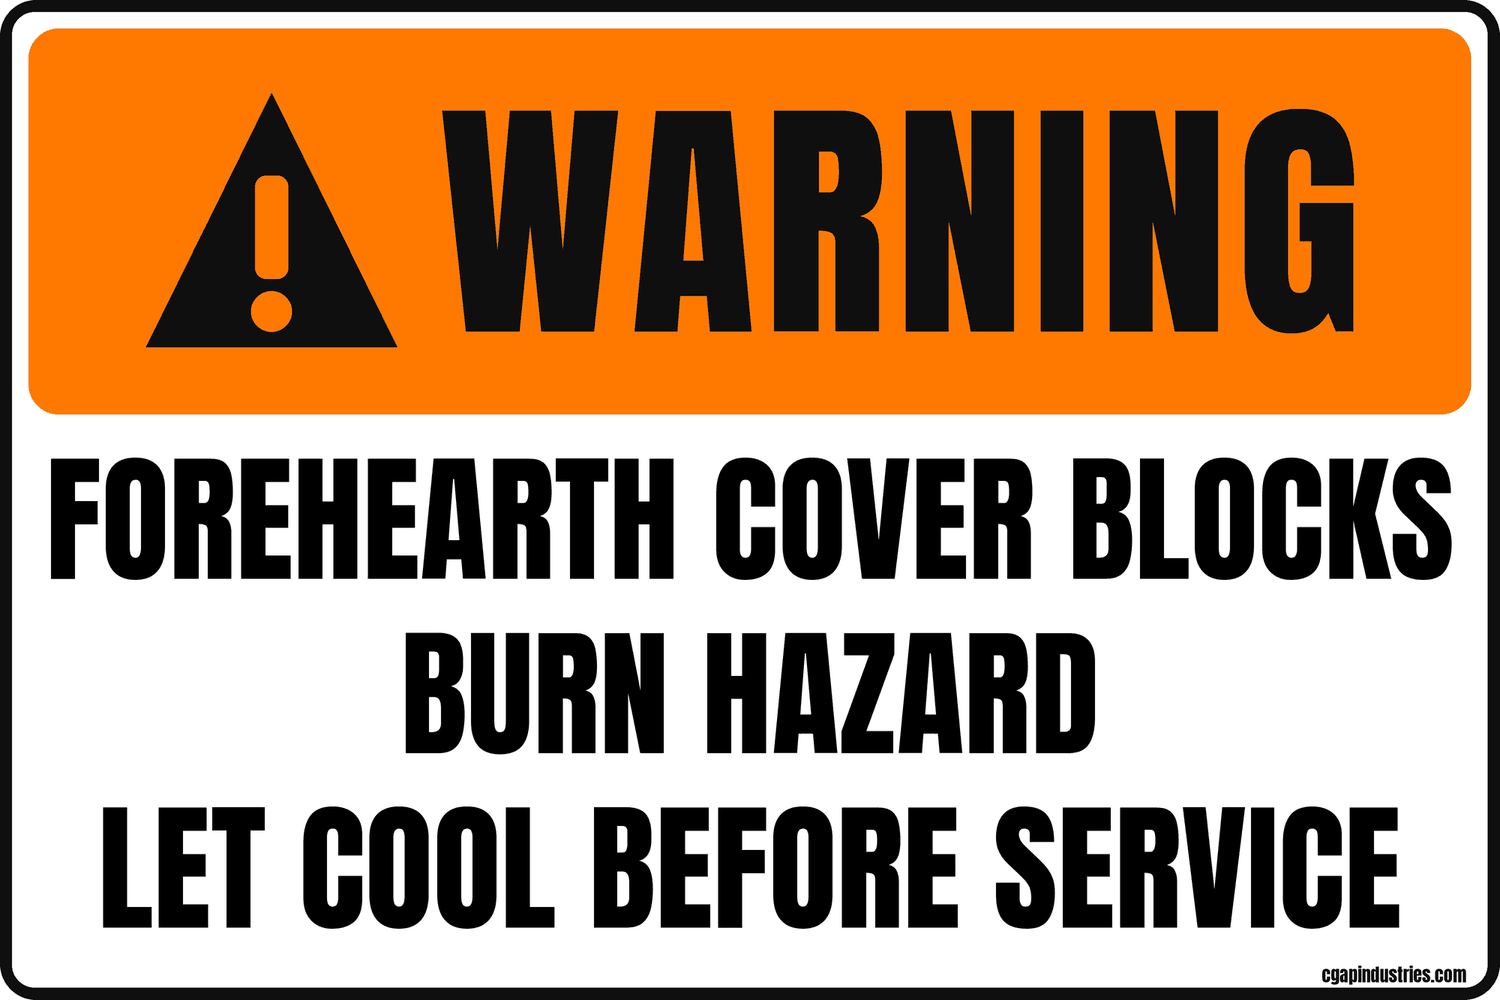 WARNING
FOREHEARTH COVER BLOCKS
BURN HAZARD
LET COOL BEFORE SERVICE
cgapindustries.com